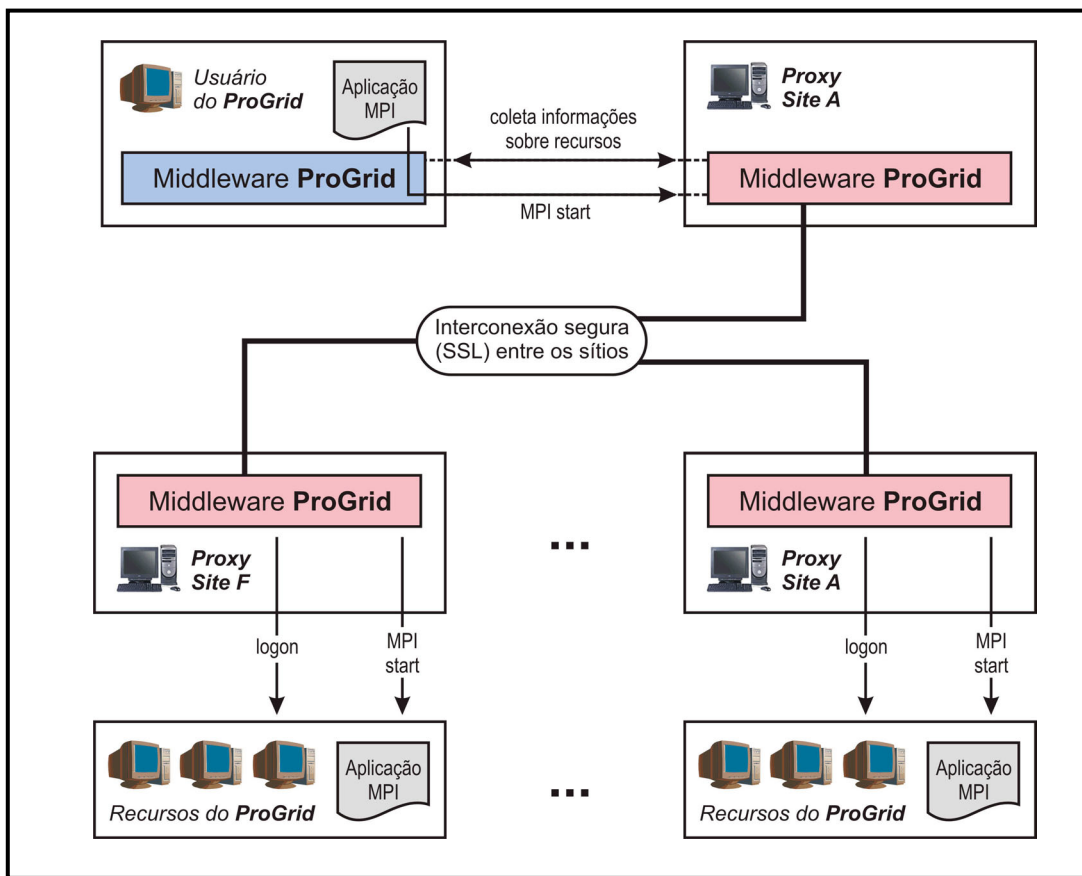 Usuário
do ProGrid
Aplicação
MPI
Middleware ProGrid
coleta informações
sobre recursos
MPI start
Proxy
Site A
Middleware ProGrid
Interconexão segura
(SSL) entre os sítios
Middleware ProGrid
Proxy
Site F
logon
MPI
start
...
Middleware ProGrid
Proxy
Site A
logon
MPI
start
Recursos do ProGrid
Aplicação
MPI
...
Recursos do ProGrid
Aplicação
MPI